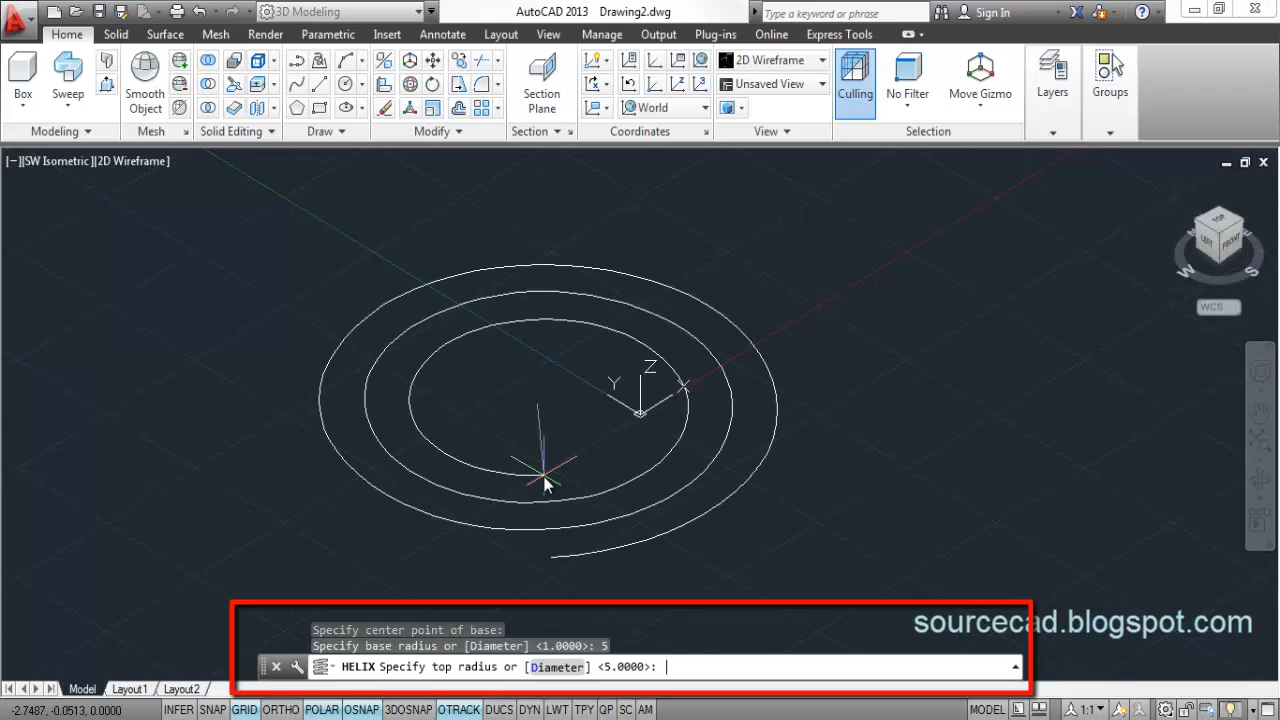 3D Modeling
AutoCAD 2013 Drawing2.dwg
Type a keyword or phrase
Sign In
Home Solid Surface Mesh Render Parametric Insert Annotate Layout View Manage Output Plug-ins Online Express Tools
Box
Sweep
Smooth Object
Section Plane
2D Wireframe
Unsaved View
World
Culling
No Filter
Move Gizmo
Layers
Groups
Modeling
Mesh
Solid Editing
Draw
Modify
Section
Coordinates
View
Selection
[−][SW Isometric][2D Wireframe]
TOP
LEFT
FRONT
W
S
WCS
Z
Y
X
Specify center point of base:
Specify base radius or [Diameter] <1.0000>: 5
HELIX Specify top radius or [Diameter] <5.0000>:
sourcecad.blogspot.com
Model Layout1 Layout2
-2.7487, -0.0513, 0.0000
INFER SNAP GRID ORTHO POLAR OSNAP 3DOSNAP OTRACK DUCS DYN LWT TPY QP SC AM
MODEL
1:1